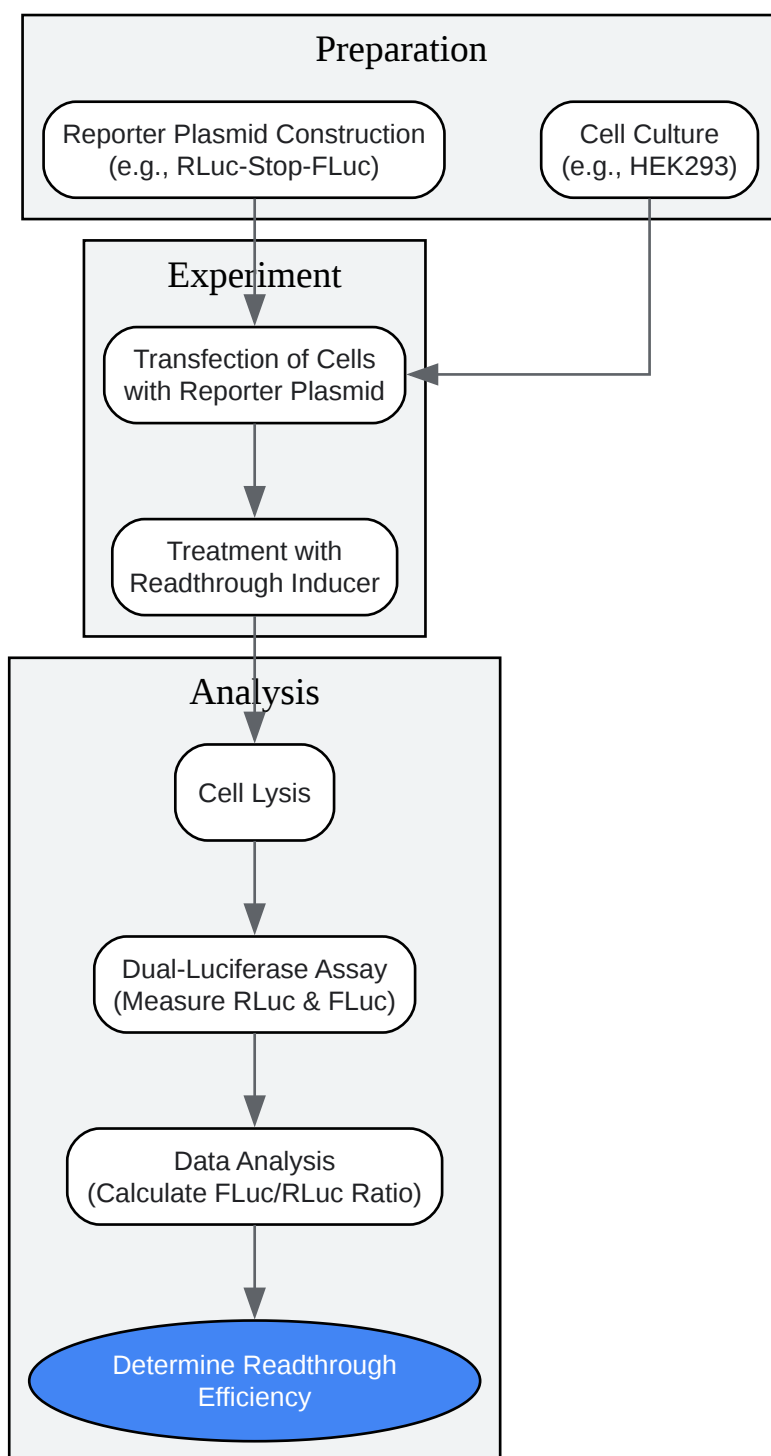 Preparation
Reporter Plasmid Construction
(e.g., RLuc-Stop-FLuc)
Cell Culture
(e.g., HEK293)
Experiment
Transfection of Cells
with Reporter Plasmid
Treatment with
Readthrough Inducer
Analysis
Cell Lysis
Dual-Luciferase Assay
(Measure RLuc & FLuc)
Data Analysis
(Calculate FLuc/RLuc Ratio)
Determine Readthrough
Efficiency